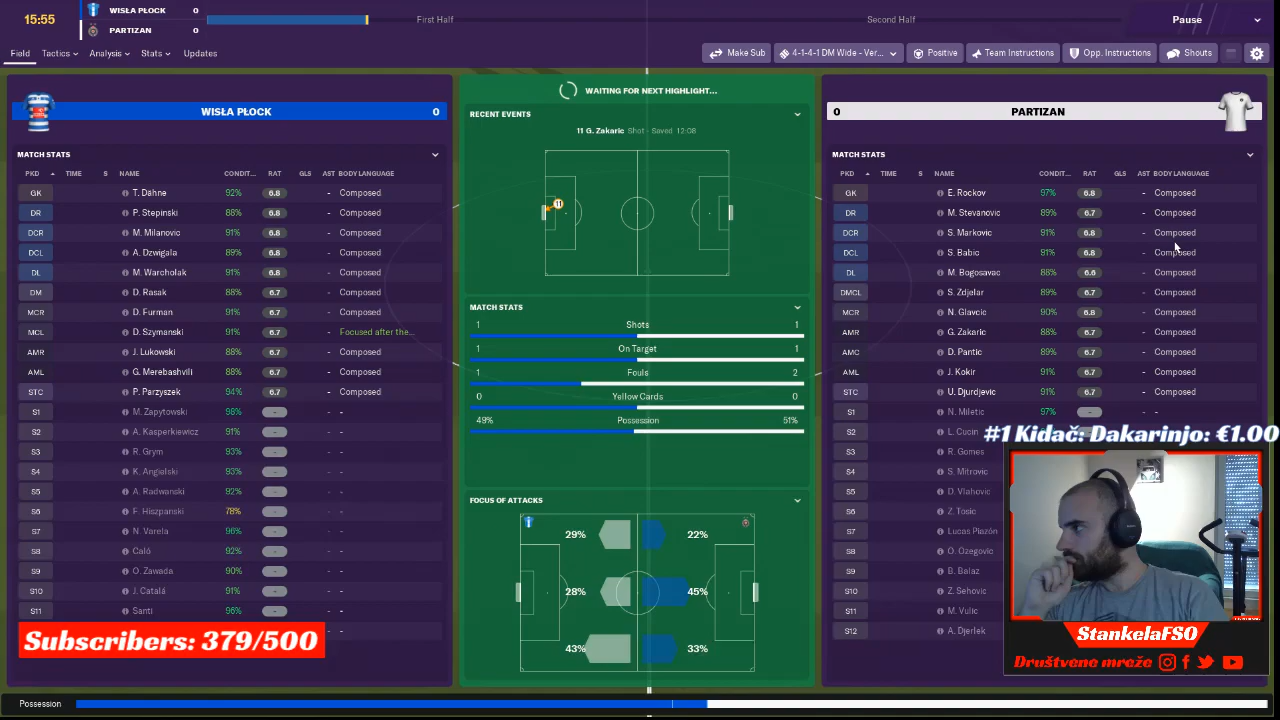 15:55
WISŁA PŁOCK 0
PARTIZAN 0
First Half
Second Half
Pause
Field Tactics Analysis Stats Updates
Make Sub
4-1-4-1 DM Wide - Ver...
Positive
Team Instructions
Opp. Instructions
Shouts
WISŁA PŁOCK 0
MATCH STATS
PKD TIME S NAME CONDIT... RAT GLS AST BODY LANGUAGE
GK T. Dähne 92% 6.8 - Composed
DR P. Stepinski 88% 6.8 - Composed
DCR M. Milanovic 91% 6.8 - Composed
DCL A. Dzwigala 89% 6.8 - Composed
DL M. Warcholak 91% 6.8 - Composed
DM D. Rasak 88% 6.7 - Composed
MCR D. Furman 91% 6.7 - Composed
MCL D. Szymanski 91% 6.7 - Focused after the...
AMR J. Lukowski 88% 6.7 - Composed
AML G. Merebashvili 88% 6.7 - Composed
STC P. Parzyszek 94% 6.7 - Composed
S1 M. Zapytowski 98% - - -
S2 A. Kasperkiewicz 91% - - -
S3 R. Grym 93% - - -
S4 K. Angielski 93% - - -
S5 A. Radwanski 92% - - -
S6 F. Hiszpanski 78% - - -
S7 N. Varela 96% - - -
S8 Caló 92% - - -
S9 O. Zawada 90% - - -
S10 J. Catalá 91% - - -
S11 Santi 96% - - -
Subscribers: 379/500
WAITING FOR NEXT HIGHLIGHT...
RECENT EVENTS
11 G. Zakaric Shot - Saved 12:08
11
MATCH STATS
1 Shots 1
1 On Target 1
1 Fouls 2
0 Yellow Cards 0
49% Possession 51%
FOCUS OF ATTACKS
29% 22%
28% 45%
43% 33%
0 PARTIZAN
MATCH STATS
PKD TIME S NAME CONDIT... RAT GLS AST BODY LANGUAGE
GK E. Rockov 97% 6.8 - Composed
DR M. Stevanovic 89% 6.7 - Composed
DCR S. Markovic 91% 6.8 - Composed
DCL S. Babic 91% 6.8 - Composed
DL M. Bogosavac 88% 6.6 - Composed
DMCL S. Zdjelar 89% 6.7 - Composed
MCR N. Glavcic 90% 6.8 - Composed
AMR G. Zakaric 88% 6.7 - Composed
AMC D. Pantic 89% 6.7 - Composed
AML J. Kokir 91% 6.7 - Composed
STC U. Djurdjevic 91% 6.7 - Composed
S1 N. Miletic 97% - - -
S2 L. Cucin
#1 Kidač: Dakarinjo: €1.00
S3 R. Gomes
S4 S. Mitrovic
S5 D. Vlahovic
S6 Z. Tosic
S7 Lucas Piazón
S8 O. Ozegovic
S9 B. Balaz
S10 Z. Sehovic
S11 M. Vulic
S12 A. Djerlek
StankelaFSO
Društvene mreže
Possession